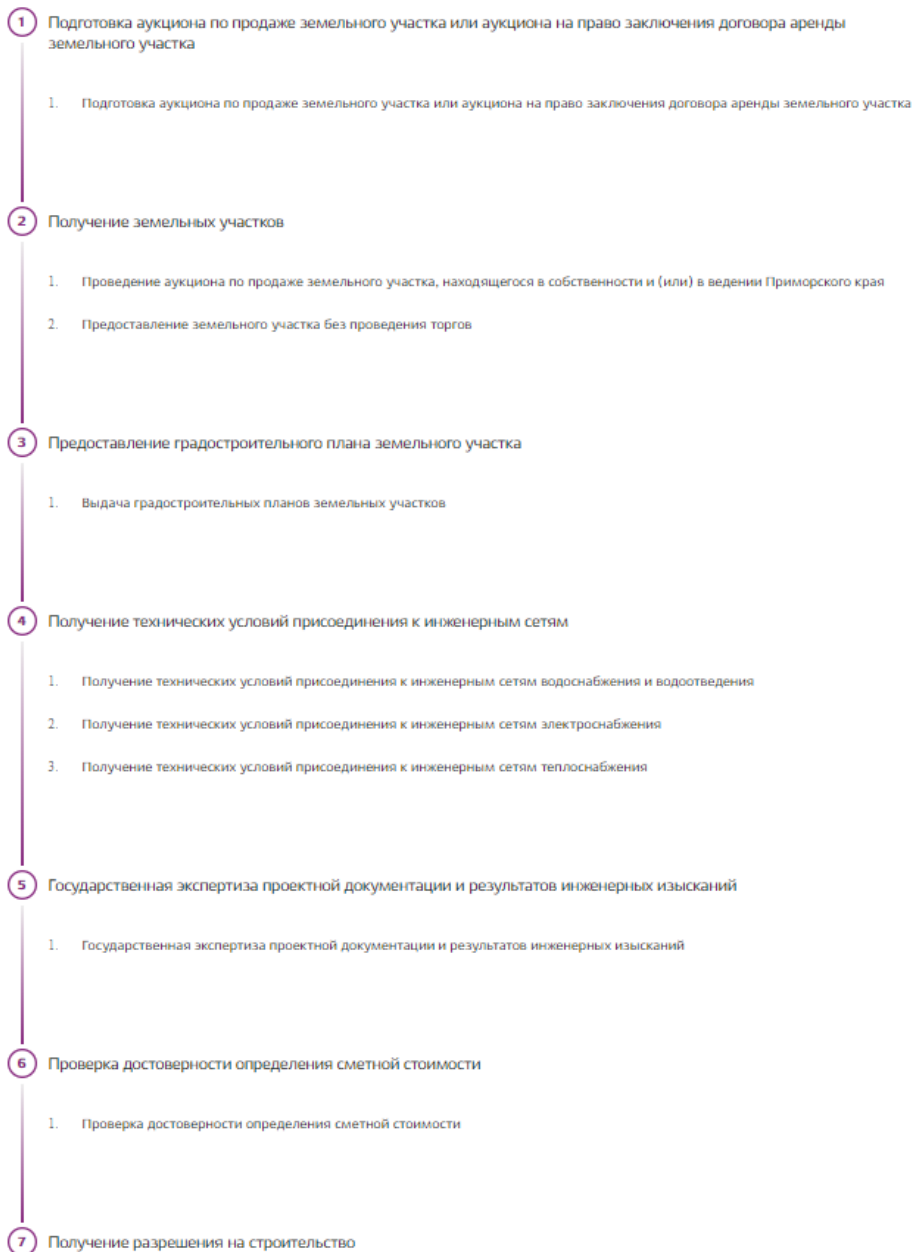 1 Подготовка аукциона по продаже земельного участка или аукциона на право заключения договора аренды
земельного участка
1. Подготовка аукциона по продаже земельного участка или аукциона на право заключения договора аренды земельного участка
2 Получение земельных участков
1. Проведение аукциона по продаже земельного участка, находящегося в собственности и (или) в ведении Приморского края
2. Предоставление земельного участка без проведения торгов
3 Предоставление градостроительного плана земельного участка
1. Выдача градостроительных планов земельных участков
4 Получение технических условий присоединения к инженерным сетям
1. Получение технических условий присоединения к инженерным сетям водоснабжения и водоотведения
2. Получение технических условий присоединения к инженерным сетям электроснабжения
3. Получение технических условий присоединения к инженерным сетям теплоснабжения
5 Государственная экспертиза проектной документации и результатов инженерных изысканий
1. Государственная экспертиза проектной документации и результатов инженерных изысканий
6 Проверка достоверности определения сметной стоимости
1. Проверка достоверности определения сметной стоимости
7 Получение разрешения на строительство